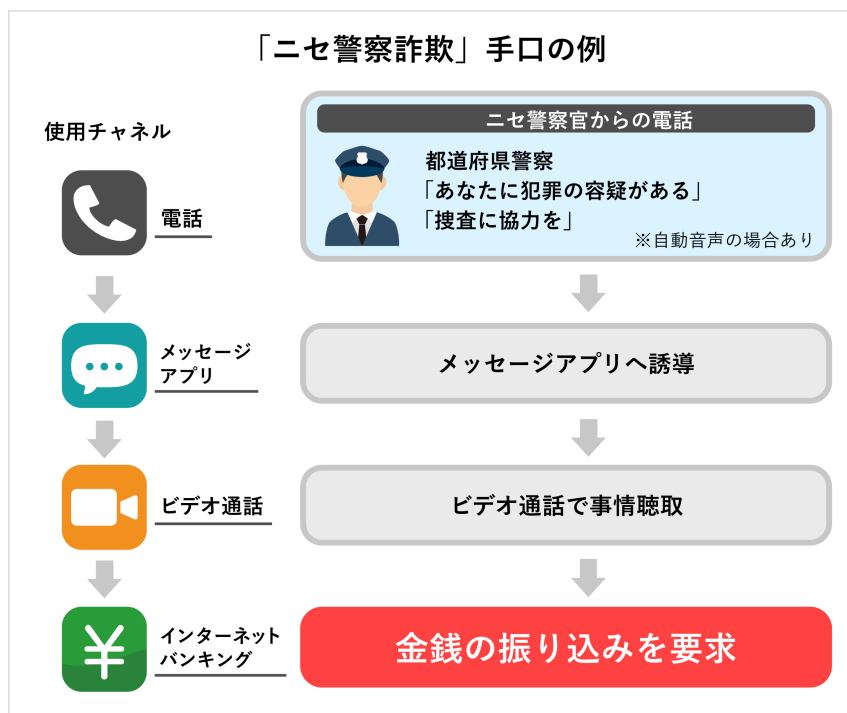 「ニセ警察詐欺」手口の例
使用チャネル
ニセ警察官からの電話
都道府県警察
「あなたに犯罪の容疑がある」
「捜査に協力を」
※自動音声の場合あり
電話
メッセージ
アプリ
メッセージアプリへ誘導
ビデオ通話
ビデオ通話で事情聴取
¥
インターネット
バンキング
金銭の振り込みを要求